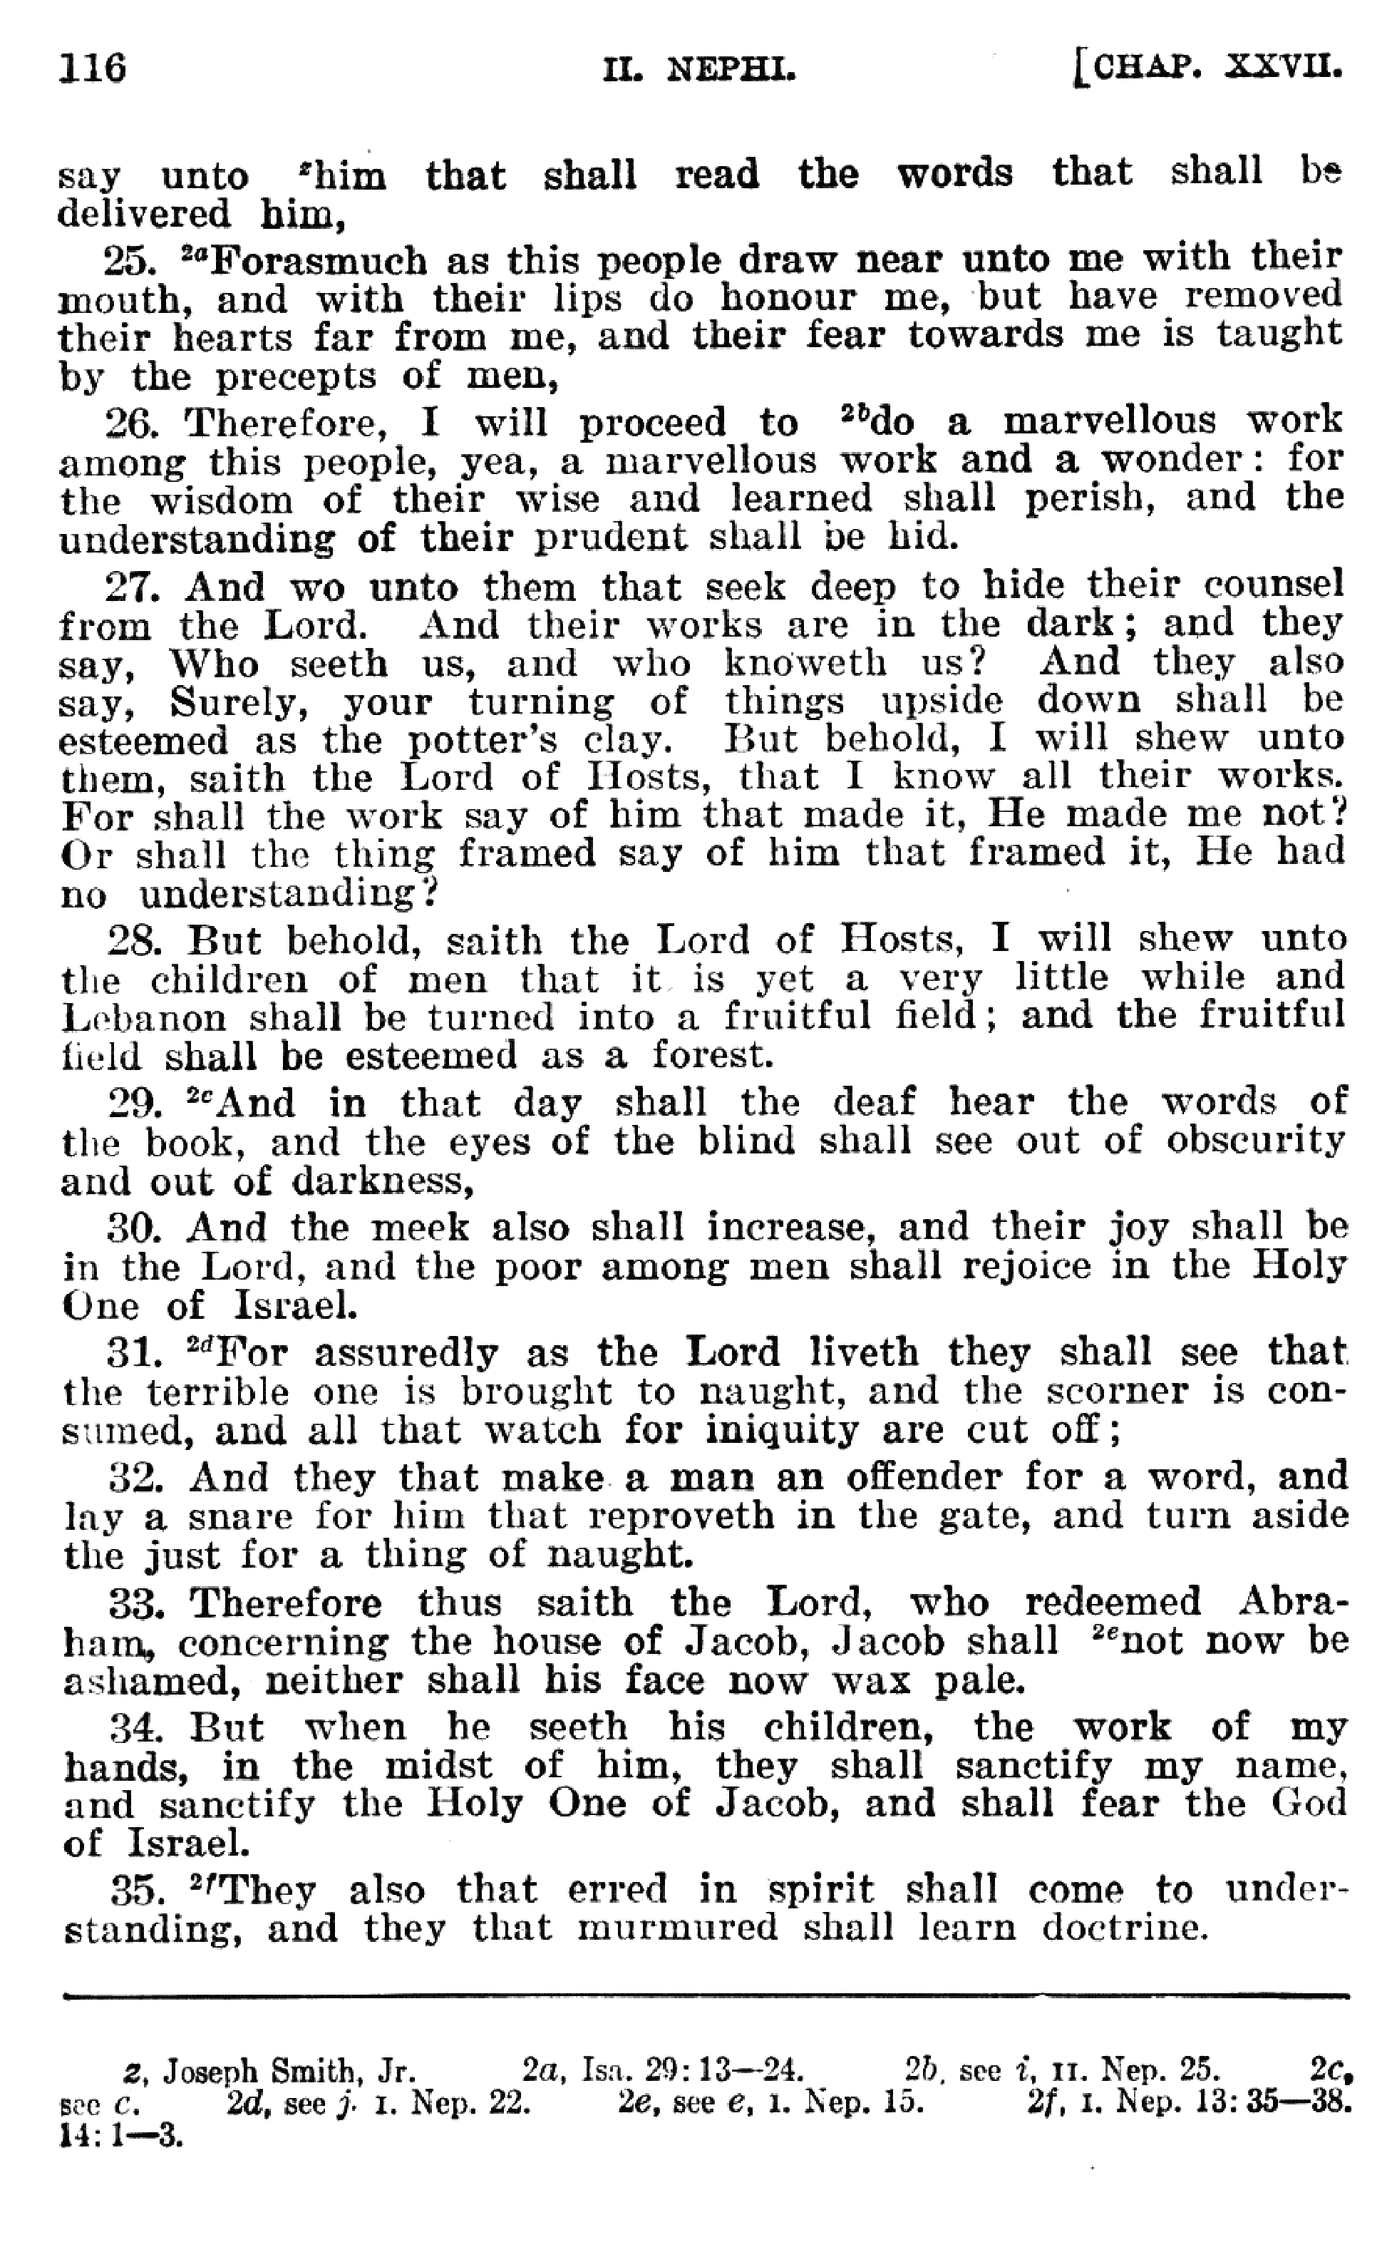 116 II. NEPHI. [CHAP. XXVII.
say unto ᶻhim that shall read the words that shall be
delivered him,
25. ²ᵃForasmuch as this people draw near unto me with their
mouth, and with their lips do honour me, but have removed
their hearts far from me, and their fear towards me is taught
by the precepts of men,
26. Therefore, I will proceed to ²ᵇdo a marvellous work
among this people, yea, a marvellous work and a wonder: for
the wisdom of their wise and learned shall perish, and the
understanding of their prudent shall be hid.
27. And wo unto them that seek deep to hide their counsel
from the Lord. And their works are in the dark; and they
say, Who seeth us, and who knoweth us? And they also
say, Surely, your turning of things upside down shall be
esteemed as the potter's clay. But behold, I will shew unto
them, saith the Lord of Hosts, that I know all their works.
For shall the work say of him that made it, He made me not?
Or shall the thing framed say of him that framed it, He had
no understanding?
28. But behold, saith the Lord of Hosts, I will shew unto
the children of men that it is yet a very little while and
Lebanon shall be turned into a fruitful field; and the fruitful
field shall be esteemed as a forest.
29. ²ᶜAnd in that day shall the deaf hear the words of
the book, and the eyes of the blind shall see out of obscurity
and out of darkness,
30. And the meek also shall increase, and their joy shall be
in the Lord, and the poor among men shall rejoice in the Holy
One of Israel.
31. ²ᵈFor assuredly as the Lord liveth they shall see that
the terrible one is brought to naught, and the scorner is con-
sumed, and all that watch for iniquity are cut off;
32. And they that make a man an offender for a word, and
lay a snare for him that reproveth in the gate, and turn aside
the just for a thing of naught.
33. Therefore thus saith the Lord, who redeemed Abra-
ham, concerning the house of Jacob, Jacob shall ²ᵉnot now be
ashamed, neither shall his face now wax pale.
34. But when he seeth his children, the work of my
hands, in the midst of him, they shall sanctify my name,
and sanctify the Holy One of Jacob, and shall fear the God
of Israel.
35. ²ᶠThey also that erred in spirit shall come to under-
standing, and they that murmured shall learn doctrine.
z, Joseph Smith, Jr. 2a, Isa. 29: 13—24. 2b, see i, II. Nep. 25. 2c,
see c. 2d, see j. I. Nep. 22. 2e, see e, I. Nep. 15. 2f, I. Nep. 13: 35—38.
14: 1—3.